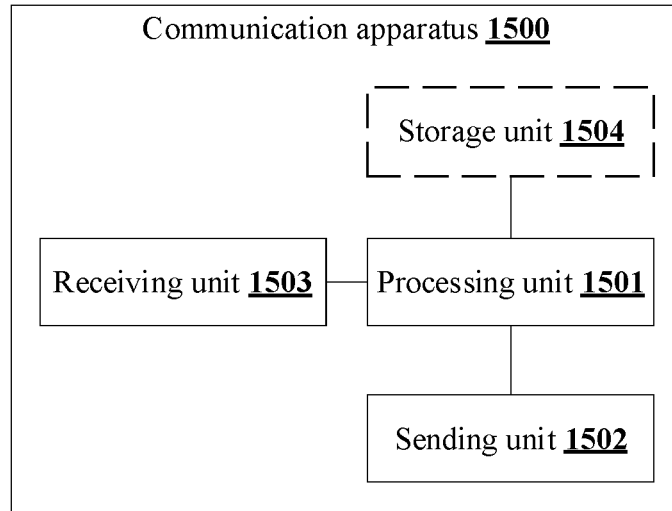 Communication apparatus 1500
Storage unit 1504
Receiving unit 1503
Processing unit 1501
Sending unit 1502